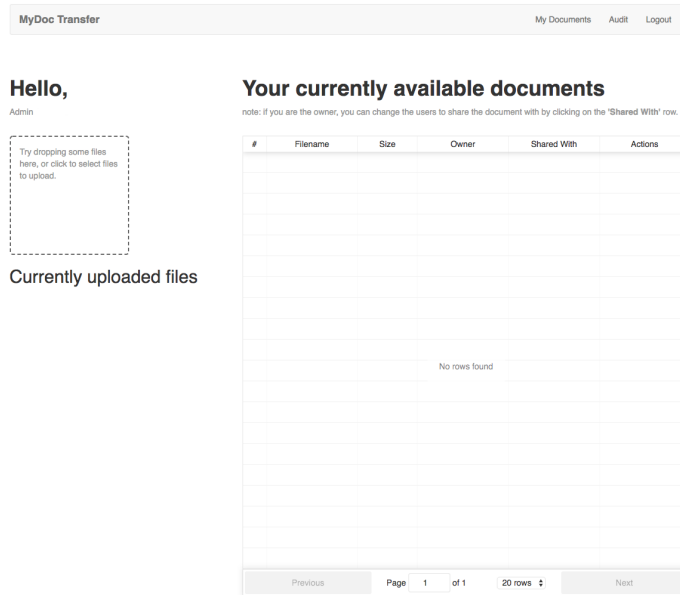 MyDoc Transfer
My Documents Audit Logout
Hello,
Admin
Try dropping some files
here, or click to select files
to upload.
Currently uploaded files
Your currently available documents
note: if you are the owner, you can change the users to share the document with by clicking on the 'Shared With' row.
# Filename Size Owner Shared With Actions
No rows found
Previous Page 1 of 1 20 rows Next